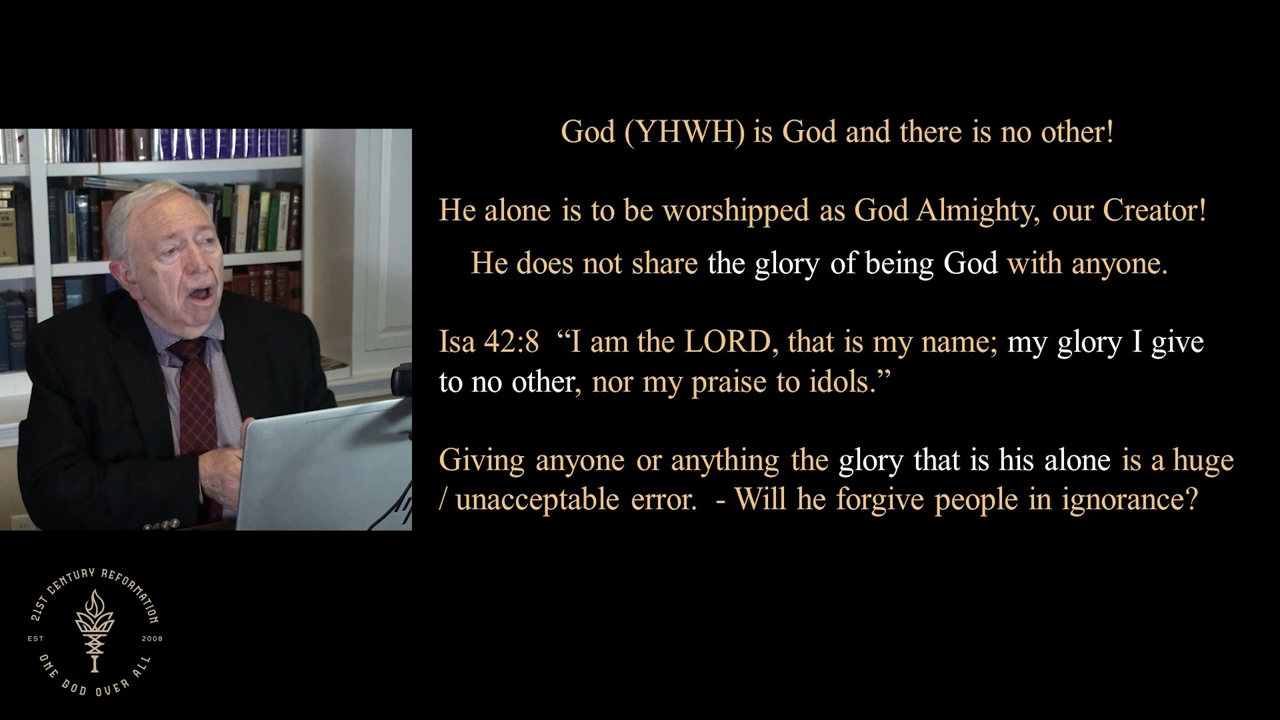 God (YHWH) is God and there is no other!
He alone is to be worshipped as God Almighty, our Creator!
He does not share the glory of being God with anyone.
Isa 42:8 “I am the LORD, that is my name; my glory I give
to no other, nor my praise to idols.”
Giving anyone or anything the glory that is his alone is a huge
/ unacceptable error. - Will he forgive people in ignorance?
21ST CENTURY REFORMATION
EST 2008
ONE GOD OVER ALL